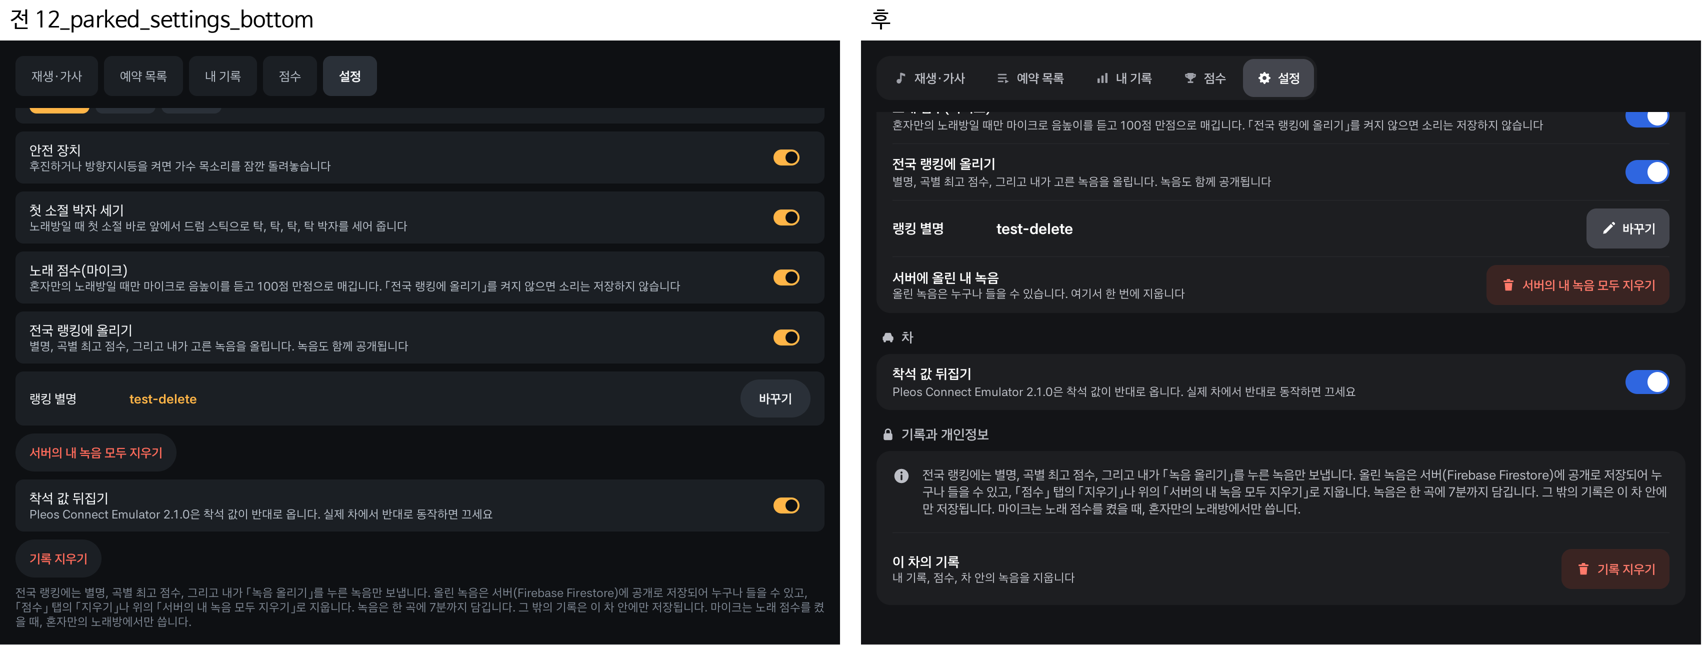 전 12_parked_settings_bottom
재생·가사
예약 목록
내 기록
점수
설정
안전 장치
후진하거나 방향지시등을 켜면 가수 목소리를 잠깐 돌려놓습니다
첫 소절 박자 세기
노래방일 때 첫 소절 바로 앞에서 드럼 스틱으로 탁, 탁, 탁, 탁 박자를 세어 줍니다
노래 점수(마이크)
혼자만의 노래방일 때만 마이크로 음높이를 듣고 100점 만점으로 매깁니다. 「전국 랭킹에 올리기」를 켜지 않으면 소리는 저장하지 않습니다
전국 랭킹에 올리기
별명, 곡별 최고 점수, 그리고 내가 고른 녹음을 올립니다. 녹음도 함께 공개됩니다
랭킹 별명
test-delete
바꾸기
서버의 내 녹음 모두 지우기
착석 값 뒤집기
Pleos Connect Emulator 2.1.0은 착석 값이 반대로 옵니다. 실제 차에서 반대로 동작하면 끄세요
기록 지우기
전국 랭킹에는 별명, 곡별 최고 점수, 그리고 내가 「녹음 올리기」를 누른 녹음만 보냅니다. 올린 녹음은 서버(Firebase Firestore)에 공개로 저장되어 누구나 들을 수 있고,
「점수」 탭의 「지우기」나 위의 「서버의 내 녹음 모두 지우기」로 지웁니다. 녹음은 한 곡에 7분까지 담깁니다. 그 밖의 기록은 이 차 안에만 저장됩니다. 마이크는 노래 점수를 켰
을 때, 혼자만의 노래방에서만 씁니다.
후
재생·가사
예약 목록
내 기록
점수
설정
혼자만의 노래방일 때만 마이크로 음높이를 듣고 100점 만점으로 매깁니다. 「전국 랭킹에 올리기」를 켜지 않으면 소리는 저장하지 않습니다
전국 랭킹에 올리기
별명, 곡별 최고 점수, 그리고 내가 고른 녹음을 올립니다. 녹음도 함께 공개됩니다
랭킹 별명
test-delete
바꾸기
서버에 올린 내 녹음
올린 녹음은 누구나 들을 수 있습니다. 여기서 한 번에 지웁니다
서버의 내 녹음 모두 지우기
차
착석 값 뒤집기
Pleos Connect Emulator 2.1.0은 착석 값이 반대로 옵니다. 실제 차에서 반대로 동작하면 끄세요
기록과 개인정보
전국 랭킹에는 별명, 곡별 최고 점수, 그리고 내가 「녹음 올리기」를 누른 녹음만 보냅니다. 올린 녹음은 서버(Firebase Firestore)에 공개로 저장되어 누
구나 들을 수 있고, 「점수」 탭의 「지우기」나 위의 「서버의 내 녹음 모두 지우기」로 지웁니다. 녹음은 한 곡에 7분까지 담깁니다. 그 밖의 기록은 이 차 안에
만 저장됩니다. 마이크는 노래 점수를 켰을 때, 혼자만의 노래방에서만 씁니다.
이 차의 기록
내 기록, 점수, 차 안의 녹음을 지웁니다
기록 지우기